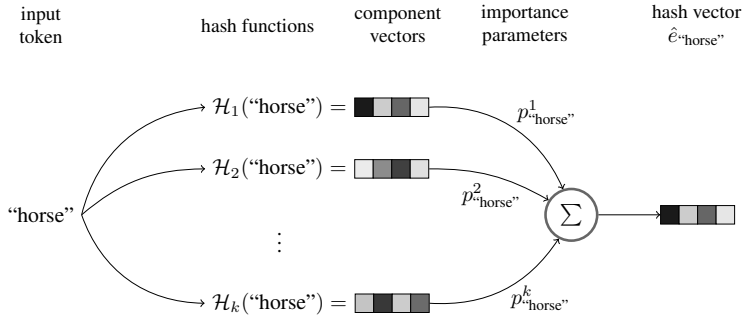 input
token
hash functions
component
vectors
importance
parameters
hash vector
ê“horse”
“horse”
ℋ₁(“horse”) =
p¹“horse”
ℋ₂(“horse”) =
p²“horse”
∑
⋮
ℋₖ(“horse”) =
pᵏ“horse”